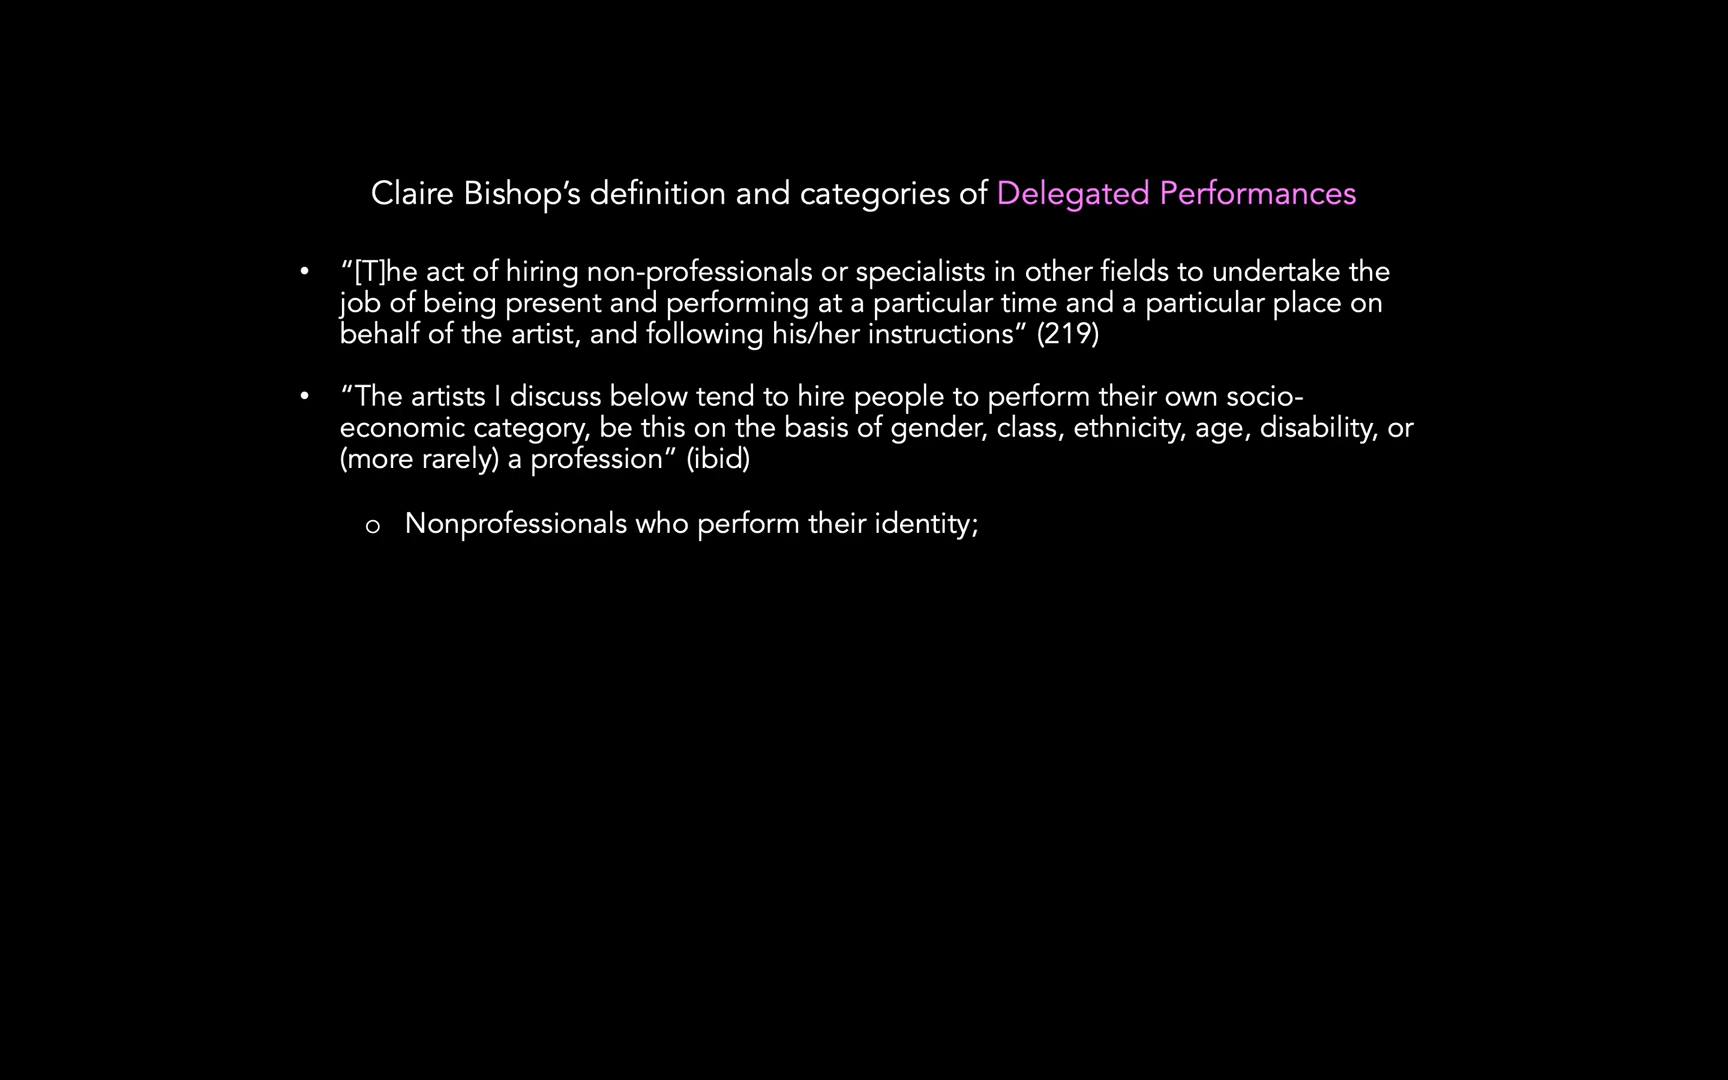 Claire Bishop’s definition and categories of Delegated Performances
• “[T]he act of hiring non-professionals or specialists in other fields to undertake the
job of being present and performing at a particular time and a particular place on
behalf of the artist, and following his/her instructions” (219)
• “The artists I discuss below tend to hire people to perform their own socio-
economic category, be this on the basis of gender, class, ethnicity, age, disability, or
(more rarely) a profession” (ibid)
o Nonprofessionals who perform their identity;